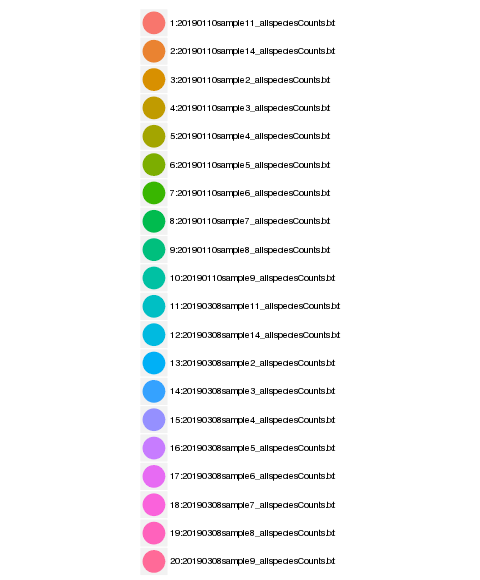 1:20190110sample11_allspeciesCounts.txt
2:20190110sample14_allspeciesCounts.txt
3:20190110sample2_allspeciesCounts.txt
4:20190110sample3_allspeciesCounts.txt
5:20190110sample4_allspeciesCounts.txt
6:20190110sample5_allspeciesCounts.txt
7:20190110sample6_allspeciesCounts.txt
8:20190110sample7_allspeciesCounts.txt
9:20190110sample8_allspeciesCounts.txt
10:20190110sample9_allspeciesCounts.txt
11:20190308sample11_allspeciesCounts.txt
12:20190308sample14_allspeciesCounts.txt
13:20190308sample2_allspeciesCounts.txt
14:20190308sample3_allspeciesCounts.txt
15:20190308sample4_allspeciesCounts.txt
16:20190308sample5_allspeciesCounts.txt
17:20190308sample6_allspeciesCounts.txt
18:20190308sample7_allspeciesCounts.txt
19:20190308sample8_allspeciesCounts.txt
20:20190308sample9_allspeciesCounts.txt